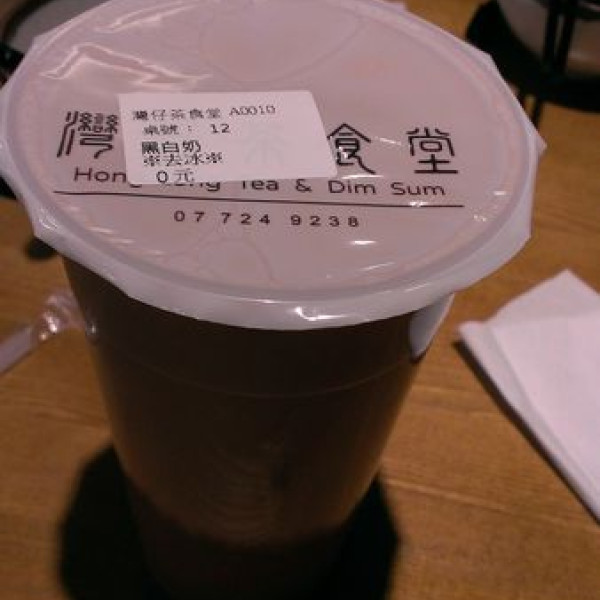 灣仔茶食堂 A0010
桌號： 12
黑白奶
※去冰※
0元
灣 食堂
Hong Tea & Dim Sum
07 724 9238